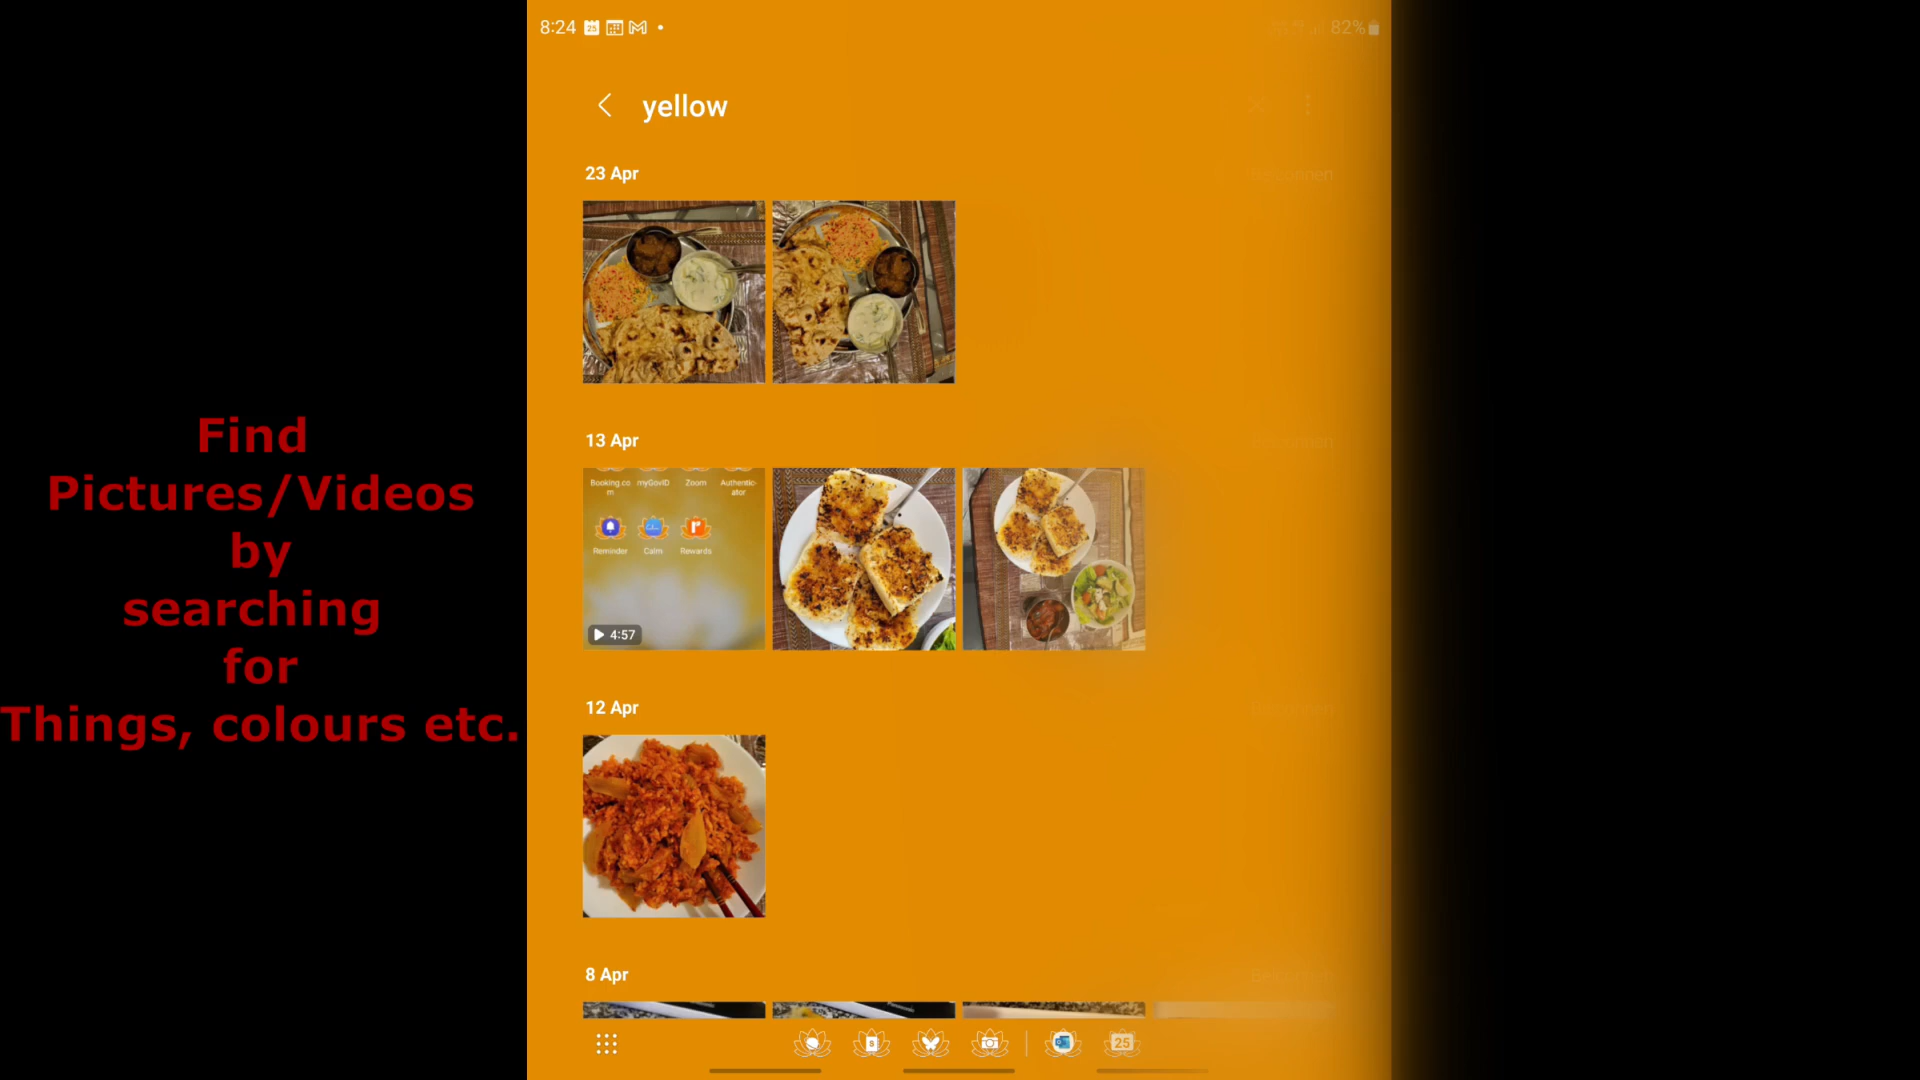 8:24
82%
yellow
23 Apr
13 Apr
Booking.co
m
myGovID
Zoom
Authentic-
ator
Reminder
Calm
Rewards
4:57
12 Apr
8 Apr
25
Find
Pictures/Videos
by
searching
for
Things, colours etc.